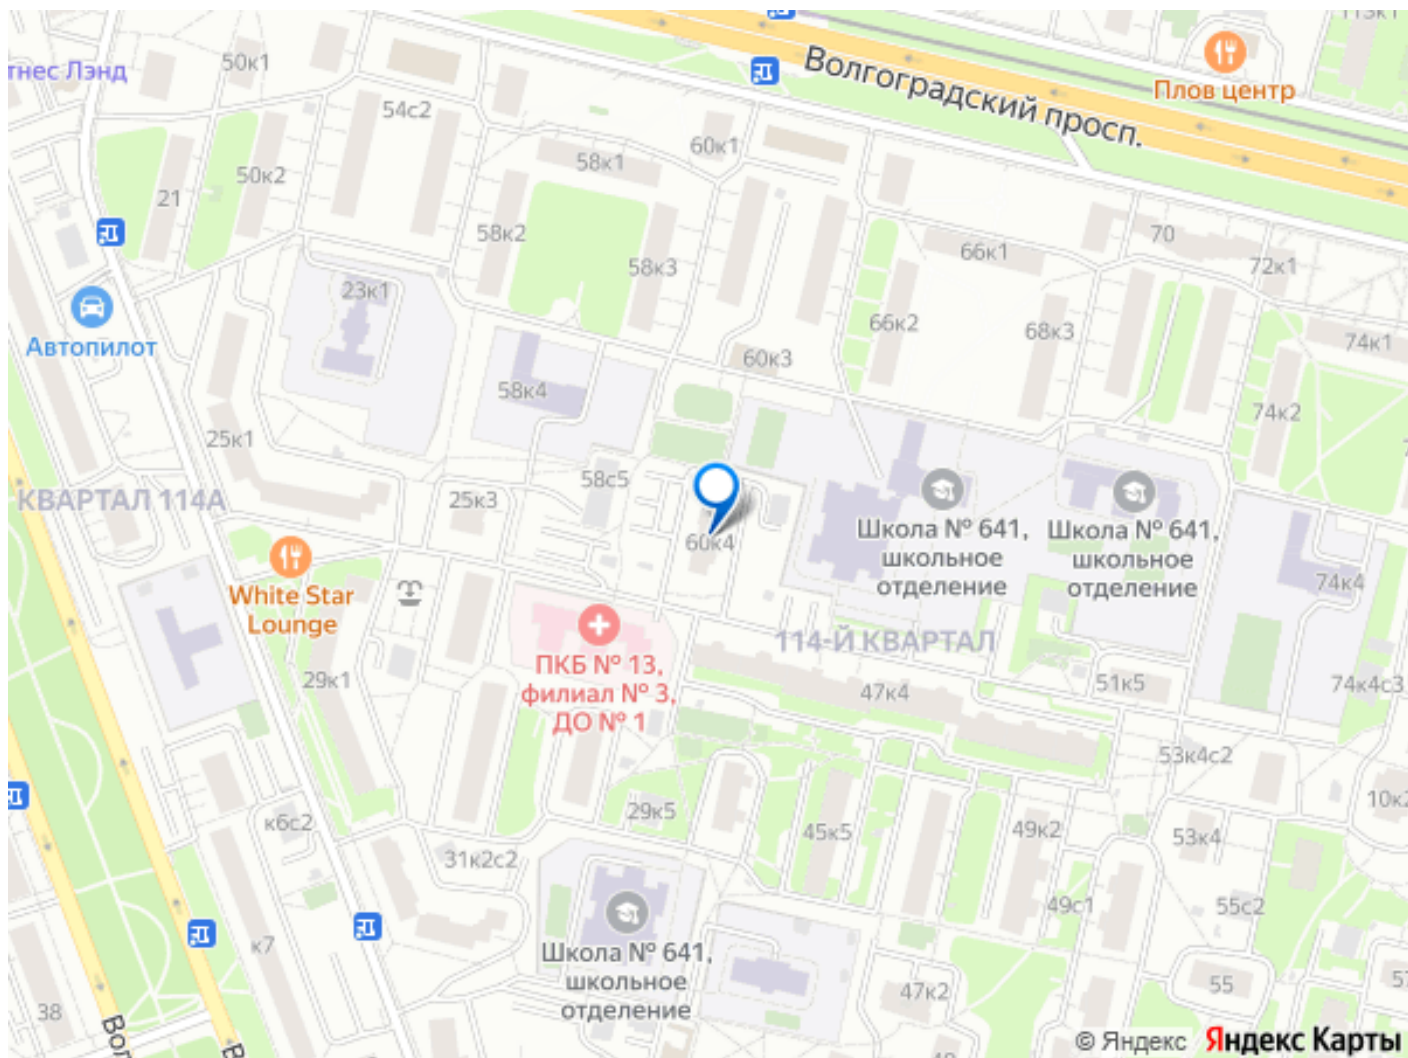 113к1
тнес Лэнд
50к1
Волгоградский просп.
Плов центр
54с2
60к1
58к1
50к2
21
58к2
70
66к1
72к1
58к3
23к1
66к2
68к3
74к1
Автопилот
60к3
58к4
74к2
25к1
58с5
КВАРТАЛ 114А
25к3
Школа № 641,
школьное
отделение
Школа № 641,
школьное
отделение
60к4
74к4
White Star
Lounge
114-Й КВАРТАЛ
ПКБ № 13,
филиал № 3,
ДО № 1
29к1
47к4
51к5
74к4с3
53к4с2
10к2
29к5
к6с2
45к5
49к2
53к4
31к2с2
49с1
55с2
к7
Школа № 641,
школьное
отделение
55
57
47к2
38
Вол
В
© Яндекс Яндекс Карты